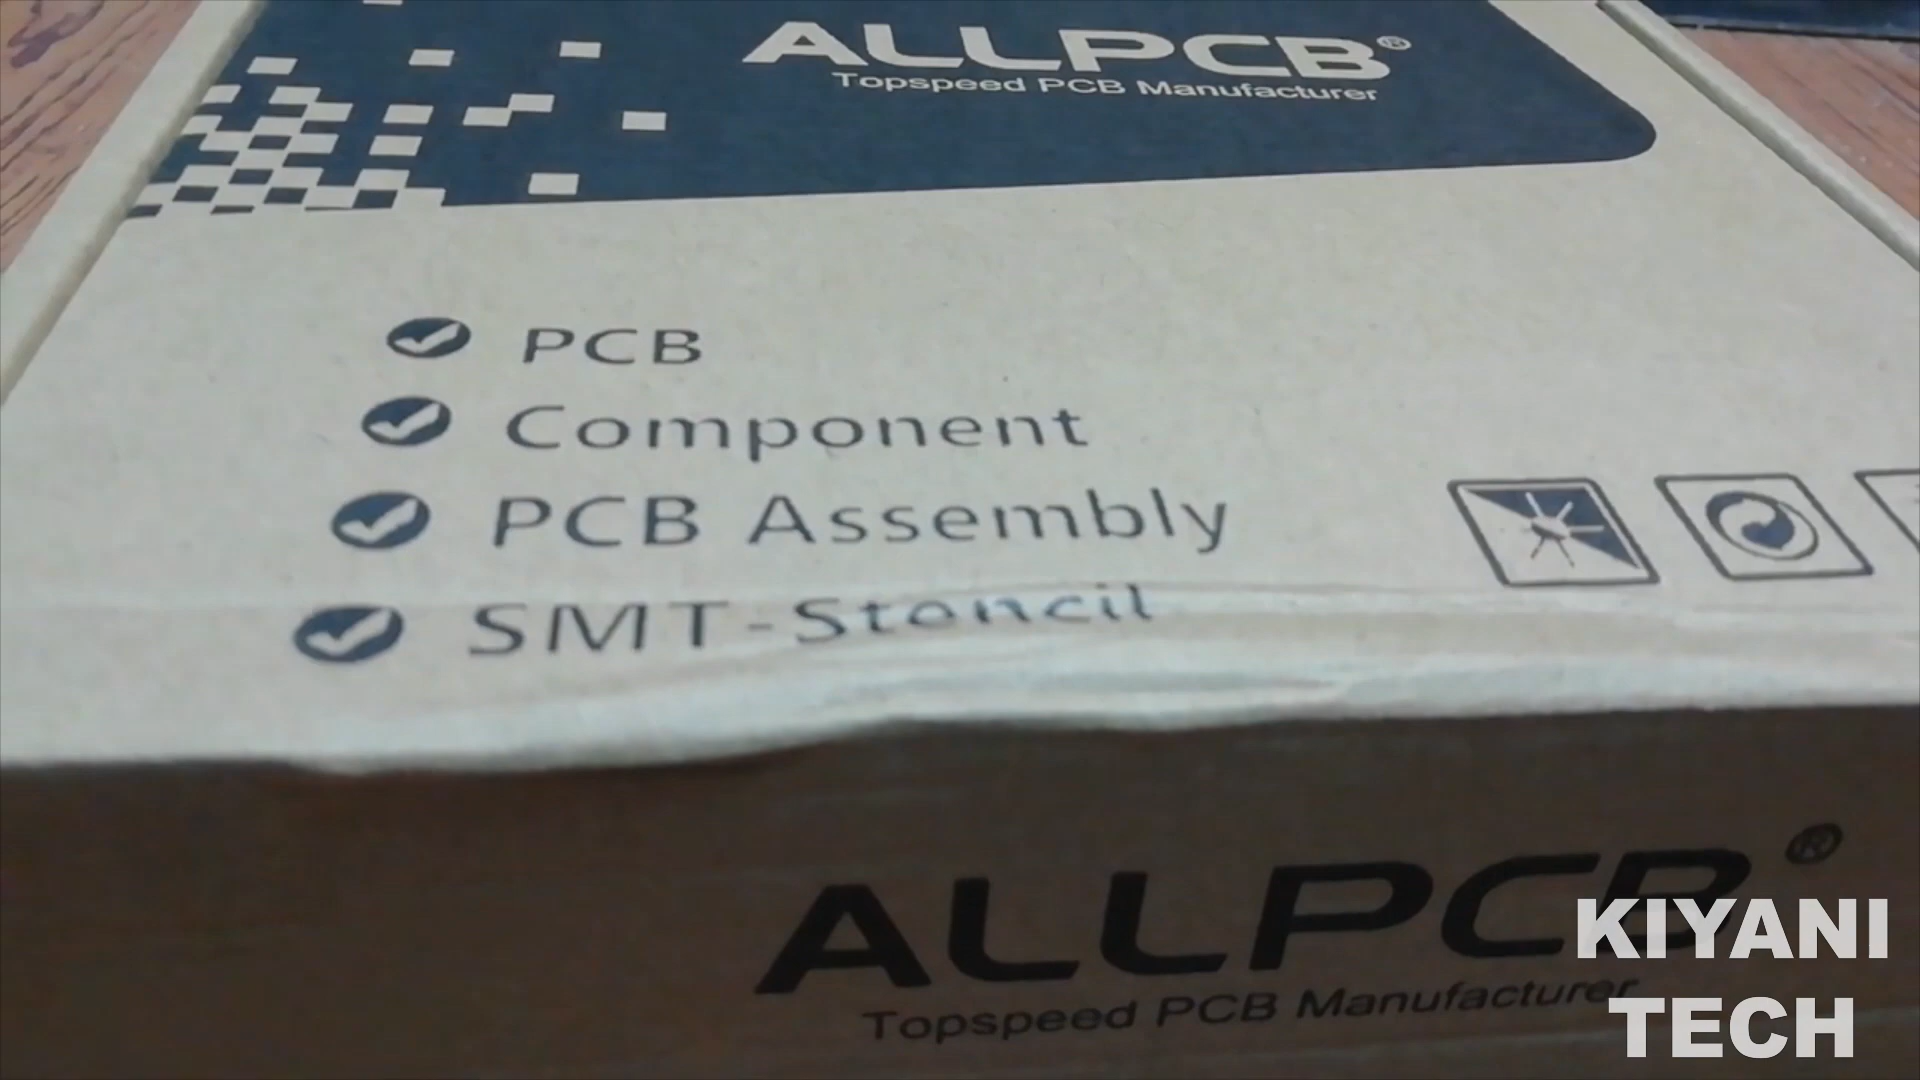 ALLPCB®
Topspeed PCB Manufacturer
PCB
Component
PCB Assembly
SMT-Stencil
ALLPCB®
Topspeed PCB Manufacturer
KIYANI
TECH